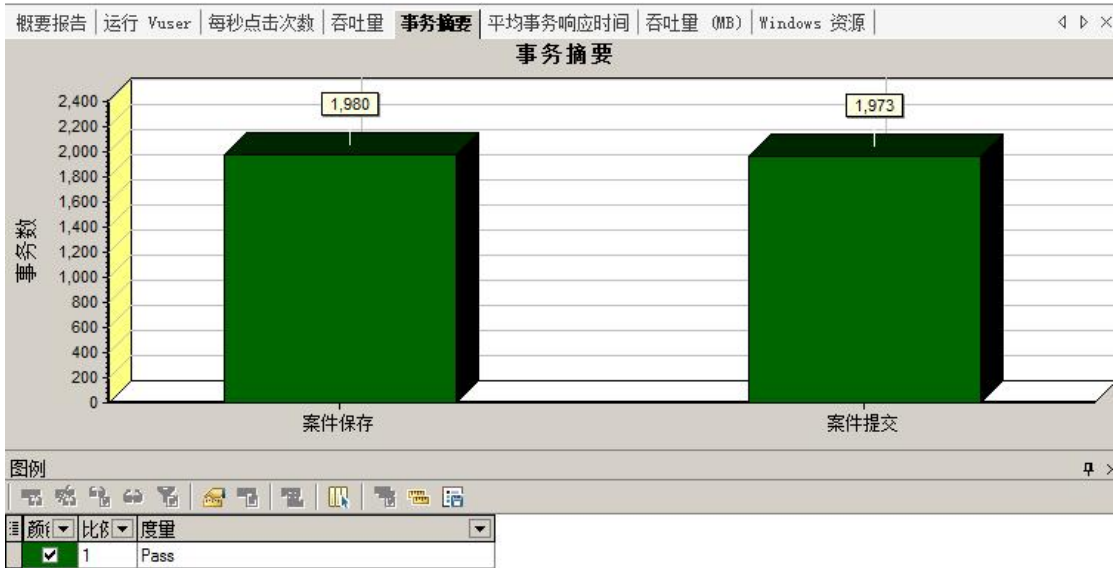 概要报告 运行 Vuser 每秒点击次数 吞吐量 事务摘要 平均事务响应时间 吞吐量 (MB) Windows 资源
事务摘要
2,400
2,200
2,000
1,800
1,600
1,400
1,200
1,000
800
600
400
200
0
事务数
1,980
1,973
案件保存 案件提交
图例
颜 比例 度量
1 Pass